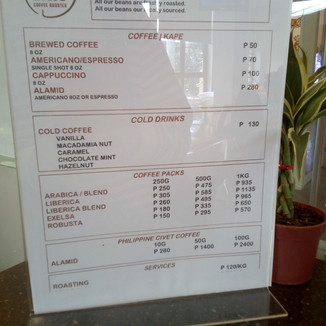 COFFEE ROASTER
All our beans are freshly roasted.
All our beans are locally sourced.
COFFEE | KAPE
BREWED COFFEE P 50
8 OZ
AMERICANO/ESPRESSO P 70
SINGLE SHOT 8 OZ
CAPPUCCINO P 100
8 OZ
ALAMID P 280
AMERICANO 8OZ OR ESPRESSO
COLD DRINKS
COLD COFFEE P 130
VANILLA
MACADAMIA NUT
CARAMEL
CHOCOLATE MINT
HAZELNUT
COFFEE PACKS
250G 500G 1KG
ARABICA / BLEND P 250 P 475 P 935
LIBERICA P 305 P 585 P 1135
LIBERICA BLEND P 260 P 495 P 965
EXELSA P 180 P 335 P 650
ROBUSTA P 150 P 295 P 570
PHILIPPINE CIVET COFFEE
10G 50G 100G
ALAMID P 280 P 1400 P 2400
SERVICES
ROASTING P 120/KG